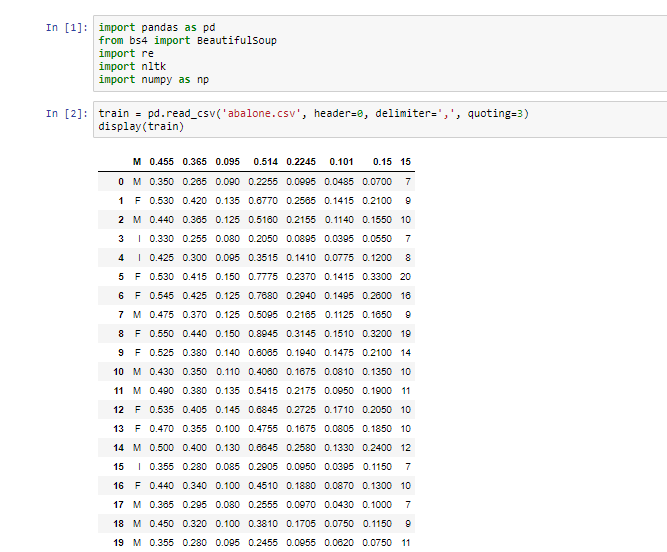 In [1]: import pandas as pd
from bs4 import BeautifulSoup
import re
import nltk
import numpy as np
In [2]: train = pd.read_csv('abalone.csv', header=0, delimiter=',', quoting=3)
display(train)
M 0.455 0.365 0.095 0.514 0.2245 0.101 0.15 15
0 M 0.350 0.265 0.090 0.2255 0.0995 0.0485 0.0700 7
1 F 0.530 0.420 0.135 0.6770 0.2565 0.1415 0.2100 9
2 M 0.440 0.365 0.125 0.5160 0.2155 0.1140 0.1550 10
3 I 0.330 0.255 0.080 0.2050 0.0895 0.0395 0.0550 7
4 I 0.425 0.300 0.095 0.3515 0.1410 0.0775 0.1200 8
5 F 0.530 0.415 0.150 0.7775 0.2370 0.1415 0.3300 20
6 F 0.545 0.425 0.125 0.7680 0.2940 0.1495 0.2600 16
7 M 0.475 0.370 0.125 0.5095 0.2165 0.1125 0.1650 9
8 F 0.550 0.440 0.150 0.8945 0.3145 0.1510 0.3200 19
9 F 0.525 0.380 0.140 0.6065 0.1940 0.1475 0.2100 14
10 M 0.430 0.350 0.110 0.4060 0.1675 0.0810 0.1350 10
11 M 0.490 0.380 0.135 0.5415 0.2175 0.0950 0.1900 11
12 F 0.535 0.405 0.145 0.6845 0.2725 0.1710 0.2050 10
13 F 0.470 0.355 0.100 0.4755 0.1675 0.0805 0.1850 10
14 M 0.500 0.400 0.130 0.6645 0.2580 0.1330 0.2400 12
15 I 0.355 0.280 0.085 0.2905 0.0950 0.0395 0.1150 7
16 F 0.440 0.340 0.100 0.4510 0.1880 0.0870 0.1300 10
17 M 0.365 0.295 0.080 0.2555 0.0970 0.0430 0.1000 7
18 M 0.450 0.320 0.100 0.3810 0.1705 0.0750 0.1150 9
19 M 0.355 0.280 0.095 0.2455 0.0955 0.0620 0.0750 11